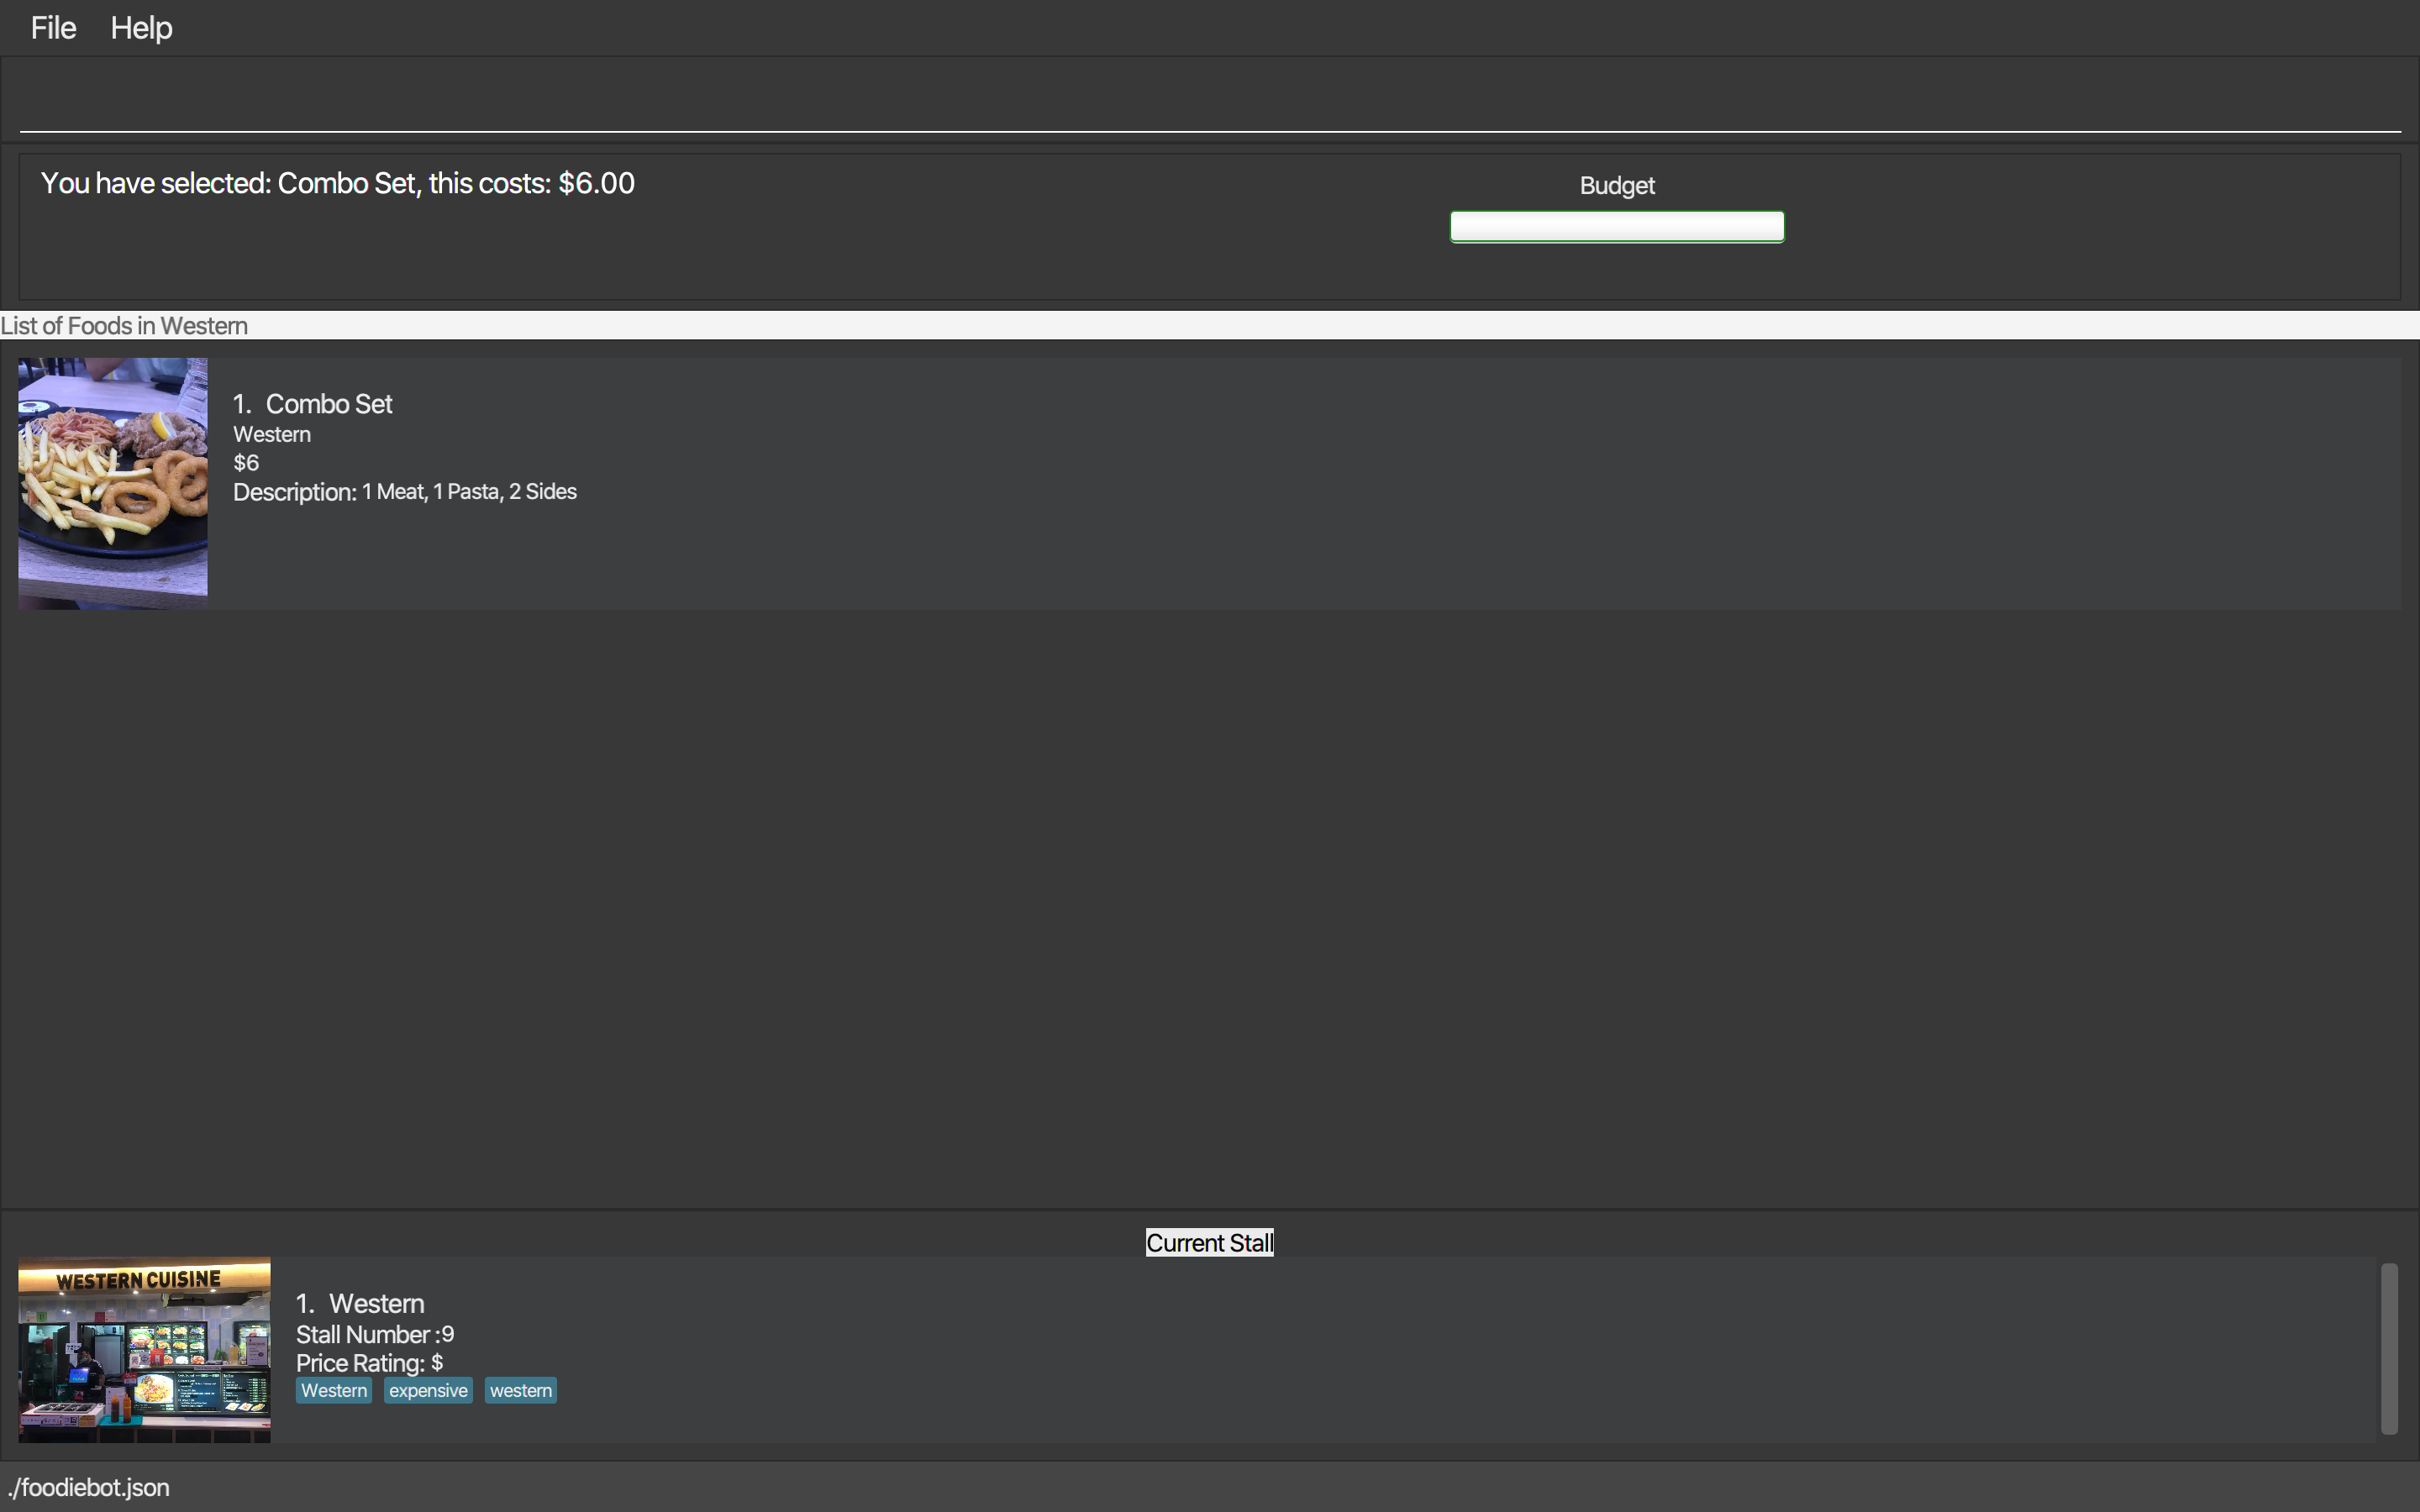 File Help
You have selected: Combo Set, this costs: $6.00
Budget
List of Foods in Western
1. Combo Set
Western
$6
Description: 1 Meat, 1 Pasta, 2 Sides
Current Stall
WESTERN CUISINE
1. Western
Stall Number :9
Price Rating: $
Western expensive western
./foodiebot.json